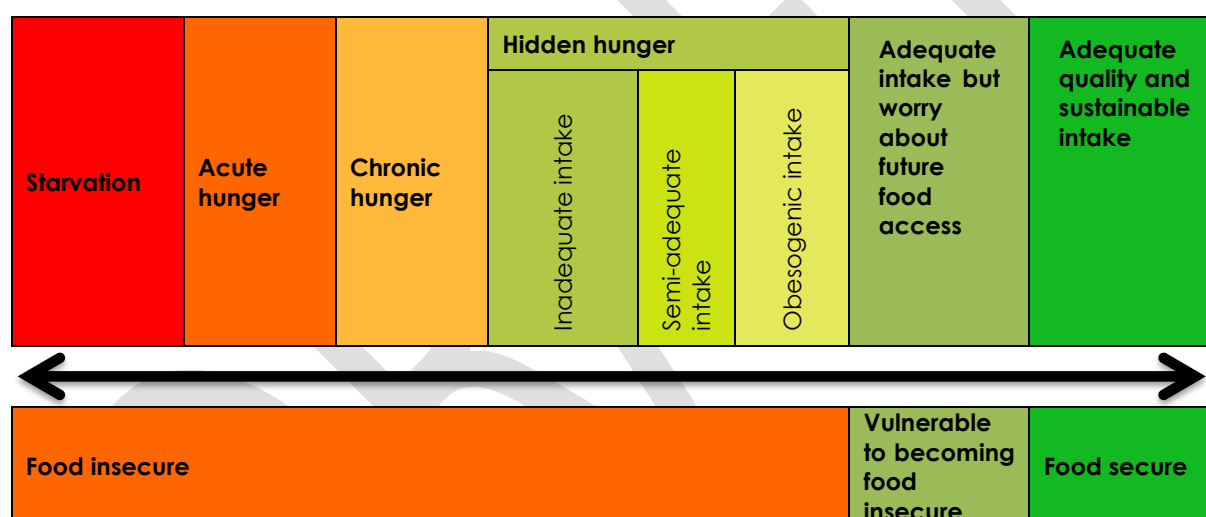 Starvation
Acute
hunger
Chronic
hunger
Hidden hunger
Inadequate intake
Semi-adequate
intake
Obesogenic intake
Adequate
intake but
worry
about
future
food
access
Adequate
quality and
sustainable
intake
Food insecure
Vulnerable
to becoming
food
insecure
Food secure